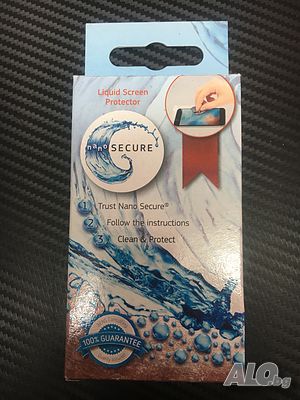 Liquid Screen
Protector
nano SECURE
1 Trust Nano Secure®
2 Follow the instructions
3 Clean & Protect
100% GUARANTEE
ALO.bg